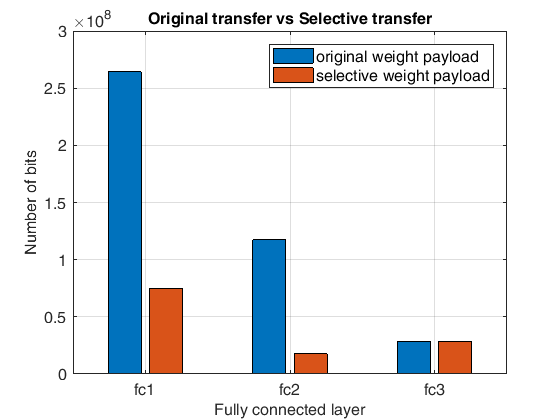 Original transfer vs Selective transfer
×10^8
original weight payload
selective weight payload
3
2.5
2
1.5
1
0.5
0
Number of bits
fc1 fc2 fc3
Fully connected layer